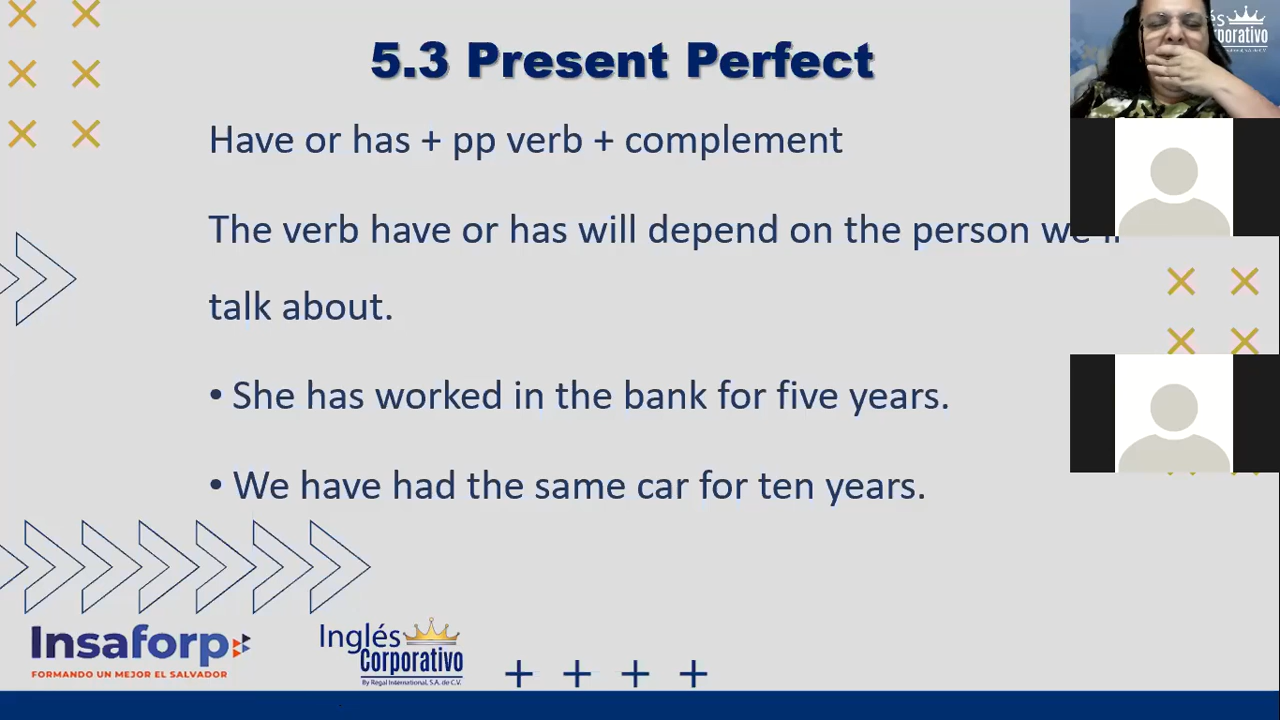 5.3 Present Perfect
Have or has + pp verb + complement
The verb have or has will depend on the person
talk about.
• She has worked in the bank for five years.
• We have had the same car for ten years.
Insaforp
FORMANDO UN MEJOR EL SALVADOR
Inglés
Corporativo
By Regal International, S.A. de C.V.